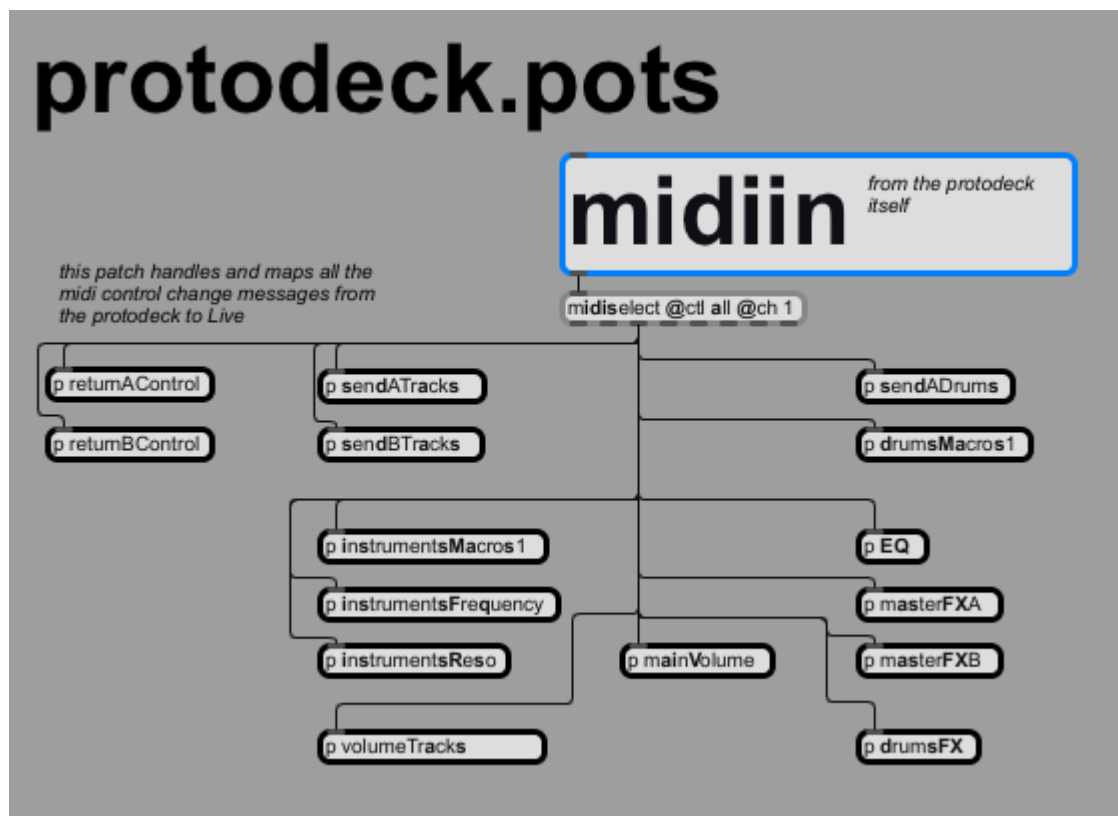 protodeck.pots
midiin
from the protodeck
itself
this patch handles and maps all the
midi control change messages from
the protodeck to Live
midiselect @ctl all @ch 1
p returnAControl
p sendATracks
p sendADrums
p returnBControl
p sendBTracks
p drumsMacros1
p instrumentsMacros1
p EQ
p instrumentsFrequency
p masterFXA
p instrumentsReso
p mainVolume
p masterFXB
p volumeTracks
p drumsFX